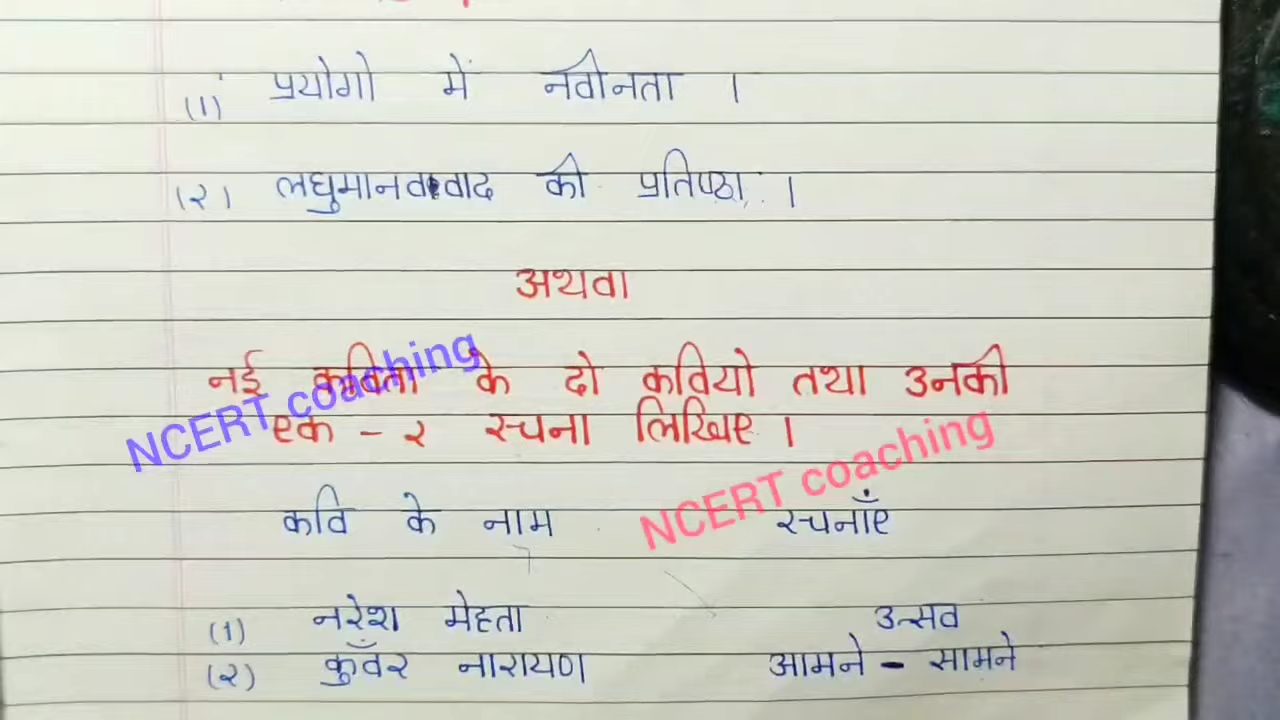 (1) प्रयोगो में नवीनता ।
(२) लघुमानववाद की प्रतिष्ठा ।
अथवा
नई कविता के दो कवियो तथा उनकी
एक - २ रचना लिखिए ।
NCERT coaching
NCERT coaching
कवि के नाम रचनाँए
(1) नरेश मेहता उत्सव
(२) कुवँर नारायण आमने - सामने